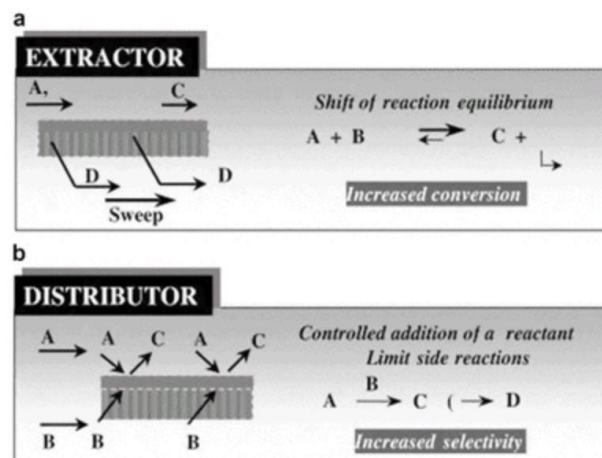 a
EXTRACTOR
A,
C
D
D
Sweep
Shift of reaction equilibrium
A + B ⇌ C +
Increased conversion
b
DISTRIBUTOR
A A C A C
B B B
Controlled addition of a reactant
Limit side reactions
B
A → C ( → D
Increased selectivity